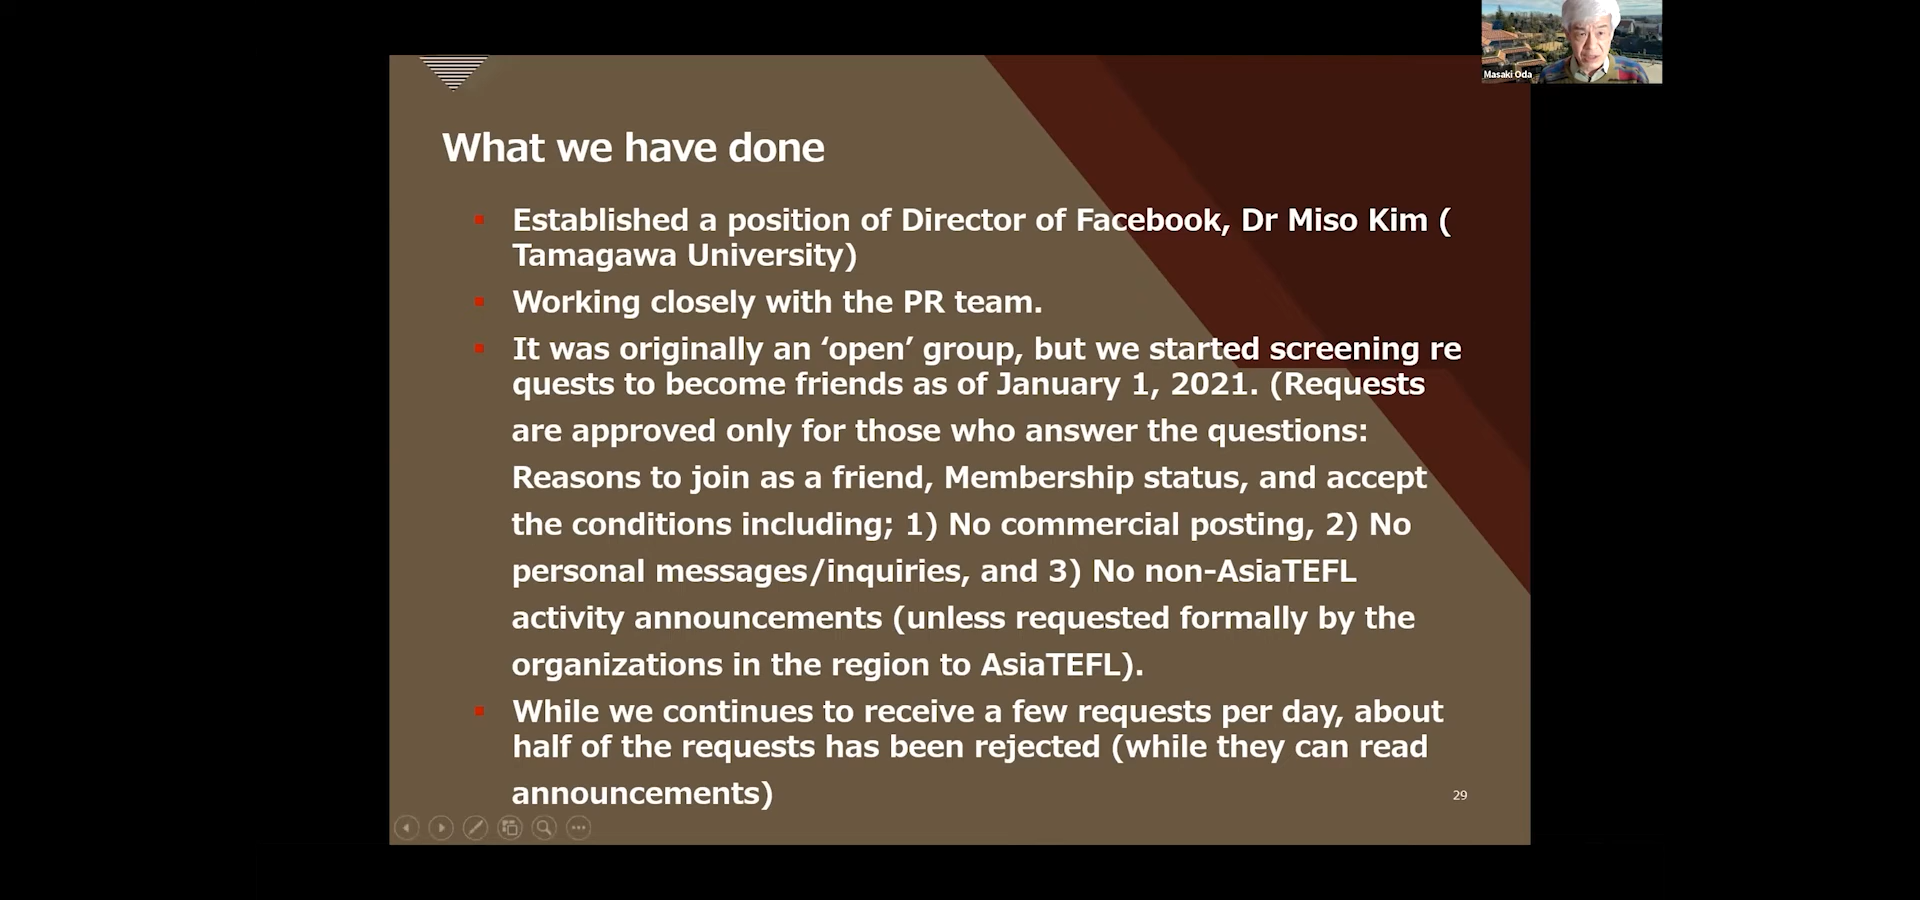 Masaki Oda
What we have done
Established a position of Director of Facebook, Dr Miso Kim (
Tamagawa University)
Working closely with the PR team.
It was originally an ‘open’ group, but we started screening re
quests to become friends as of January 1, 2021. (Requests
are approved only for those who answer the questions:
Reasons to join as a friend, Membership status, and accept
the conditions including; 1) No commercial posting, 2) No
personal messages/inquiries, and 3) No non-AsiaTEFL
activity announcements (unless requested formally by the
organizations in the region to AsiaTEFL).
While we continues to receive a few requests per day, about
half of the requests has been rejected (while they can read
announcements)
29